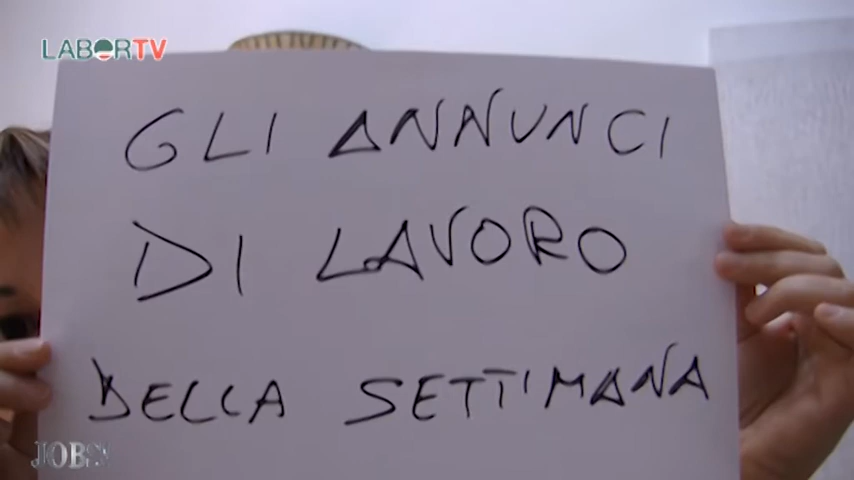 LABORTV
GLI ANNUNCI
DI LAVORO
DELLA SETTIMANA
JOBS